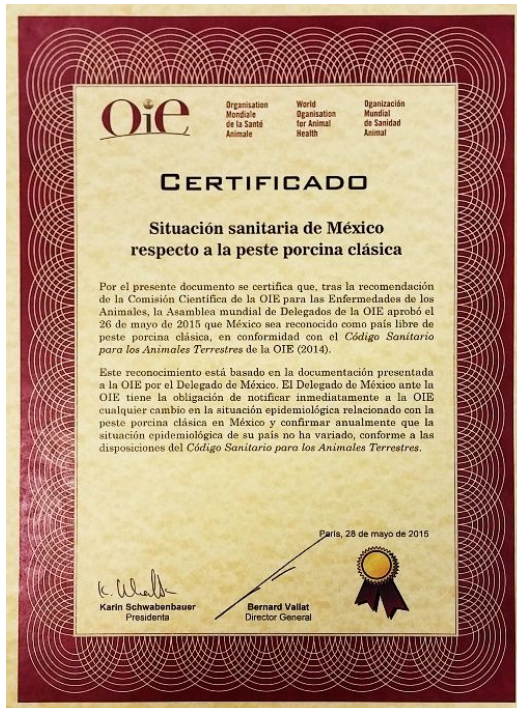 OiE
Organisation
Mondiale
de la Santé
Animale
World
Oganisation
for Animal
Health
Oganización
Mundial
de Sanidad
Animal
CERTIFICADO
Situación sanitaria de México
respecto a la peste porcina clásica
Por el presente documento se certifica que, tras la recomendación
de la Comisión Científica de la OIE para las Enfermedades de los
Animales, la Asamblea mundial de Delegados de la OIE aprobó el
26 de mayo de 2015 que México sea reconocido como país libre de
peste porcina clásica, en conformidad con el Código Sanitario
para los Animales Terrestres de la OIE (2014).
Este reconocimiento está basado en la documentación presentada
a la OIE por el Delegado de México. El Delegado de México ante la
OIE tiene la obligación de notificar inmediatamente a la OIE
cualquier cambio en la situación epidemiológica relacionado con la
peste porcina clásica en México y confirmar anualmente que la
situación epidemiológica de su país no ha variado, conforme a las
disposiciones del Código Sanitario para los Animales Terrestres.
París, 28 de mayo de 2015
Karin Schwabenbauer
Presidenta
Bernard Vallat
Director General